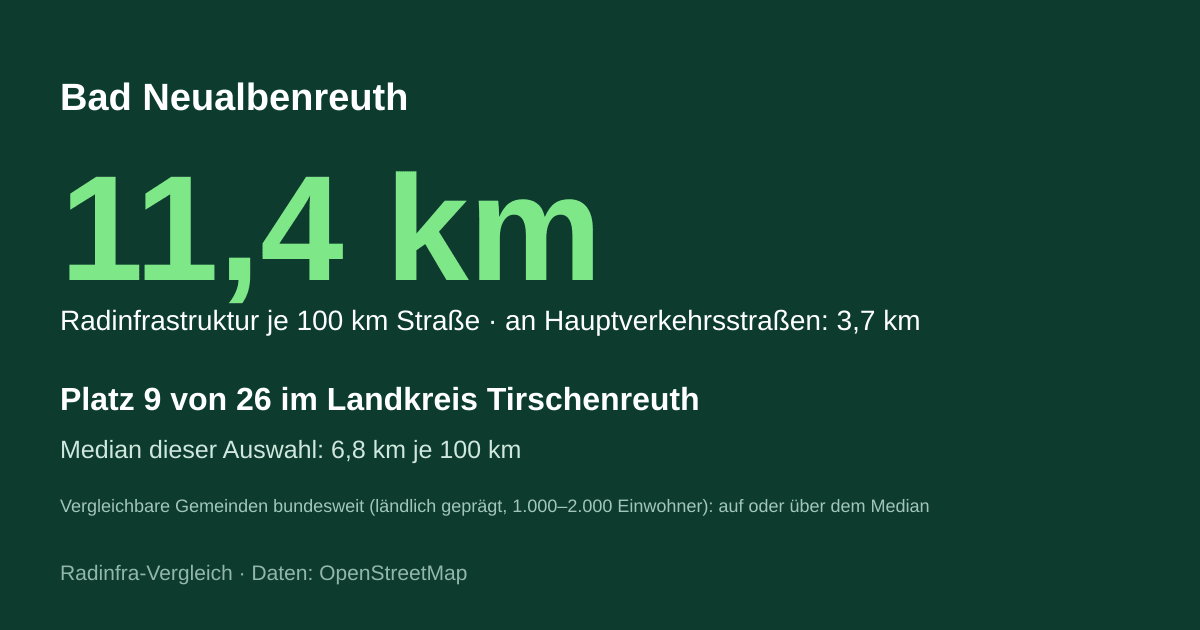 Bad Neualbenreuth
11,4 km
Radinfrastruktur je 100 km Straße · an Hauptverkehrsstraßen: 3,7 km
Platz 9 von 26 im Landkreis Tirschenreuth
Median dieser Auswahl: 6,8 km je 100 km
Vergleichbare Gemeinden bundesweit (ländlich geprägt, 1.000–2.000 Einwohner): auf oder über dem Median
Radinfra-Vergleich · Daten: OpenStreetMap